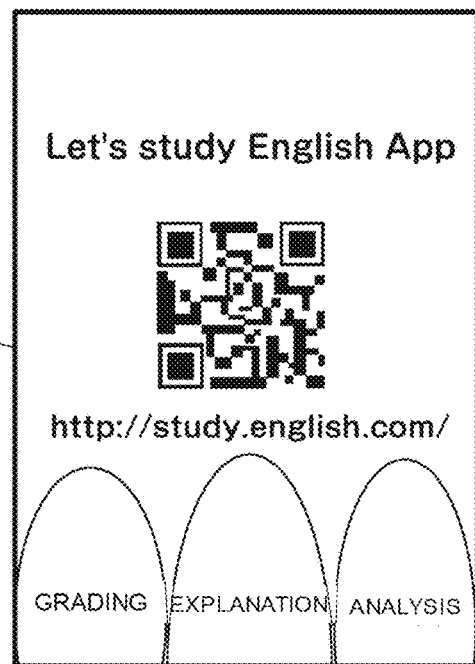 Let's study English App
http://study.english.com/
GRADING EXPLANATION ANALYSIS